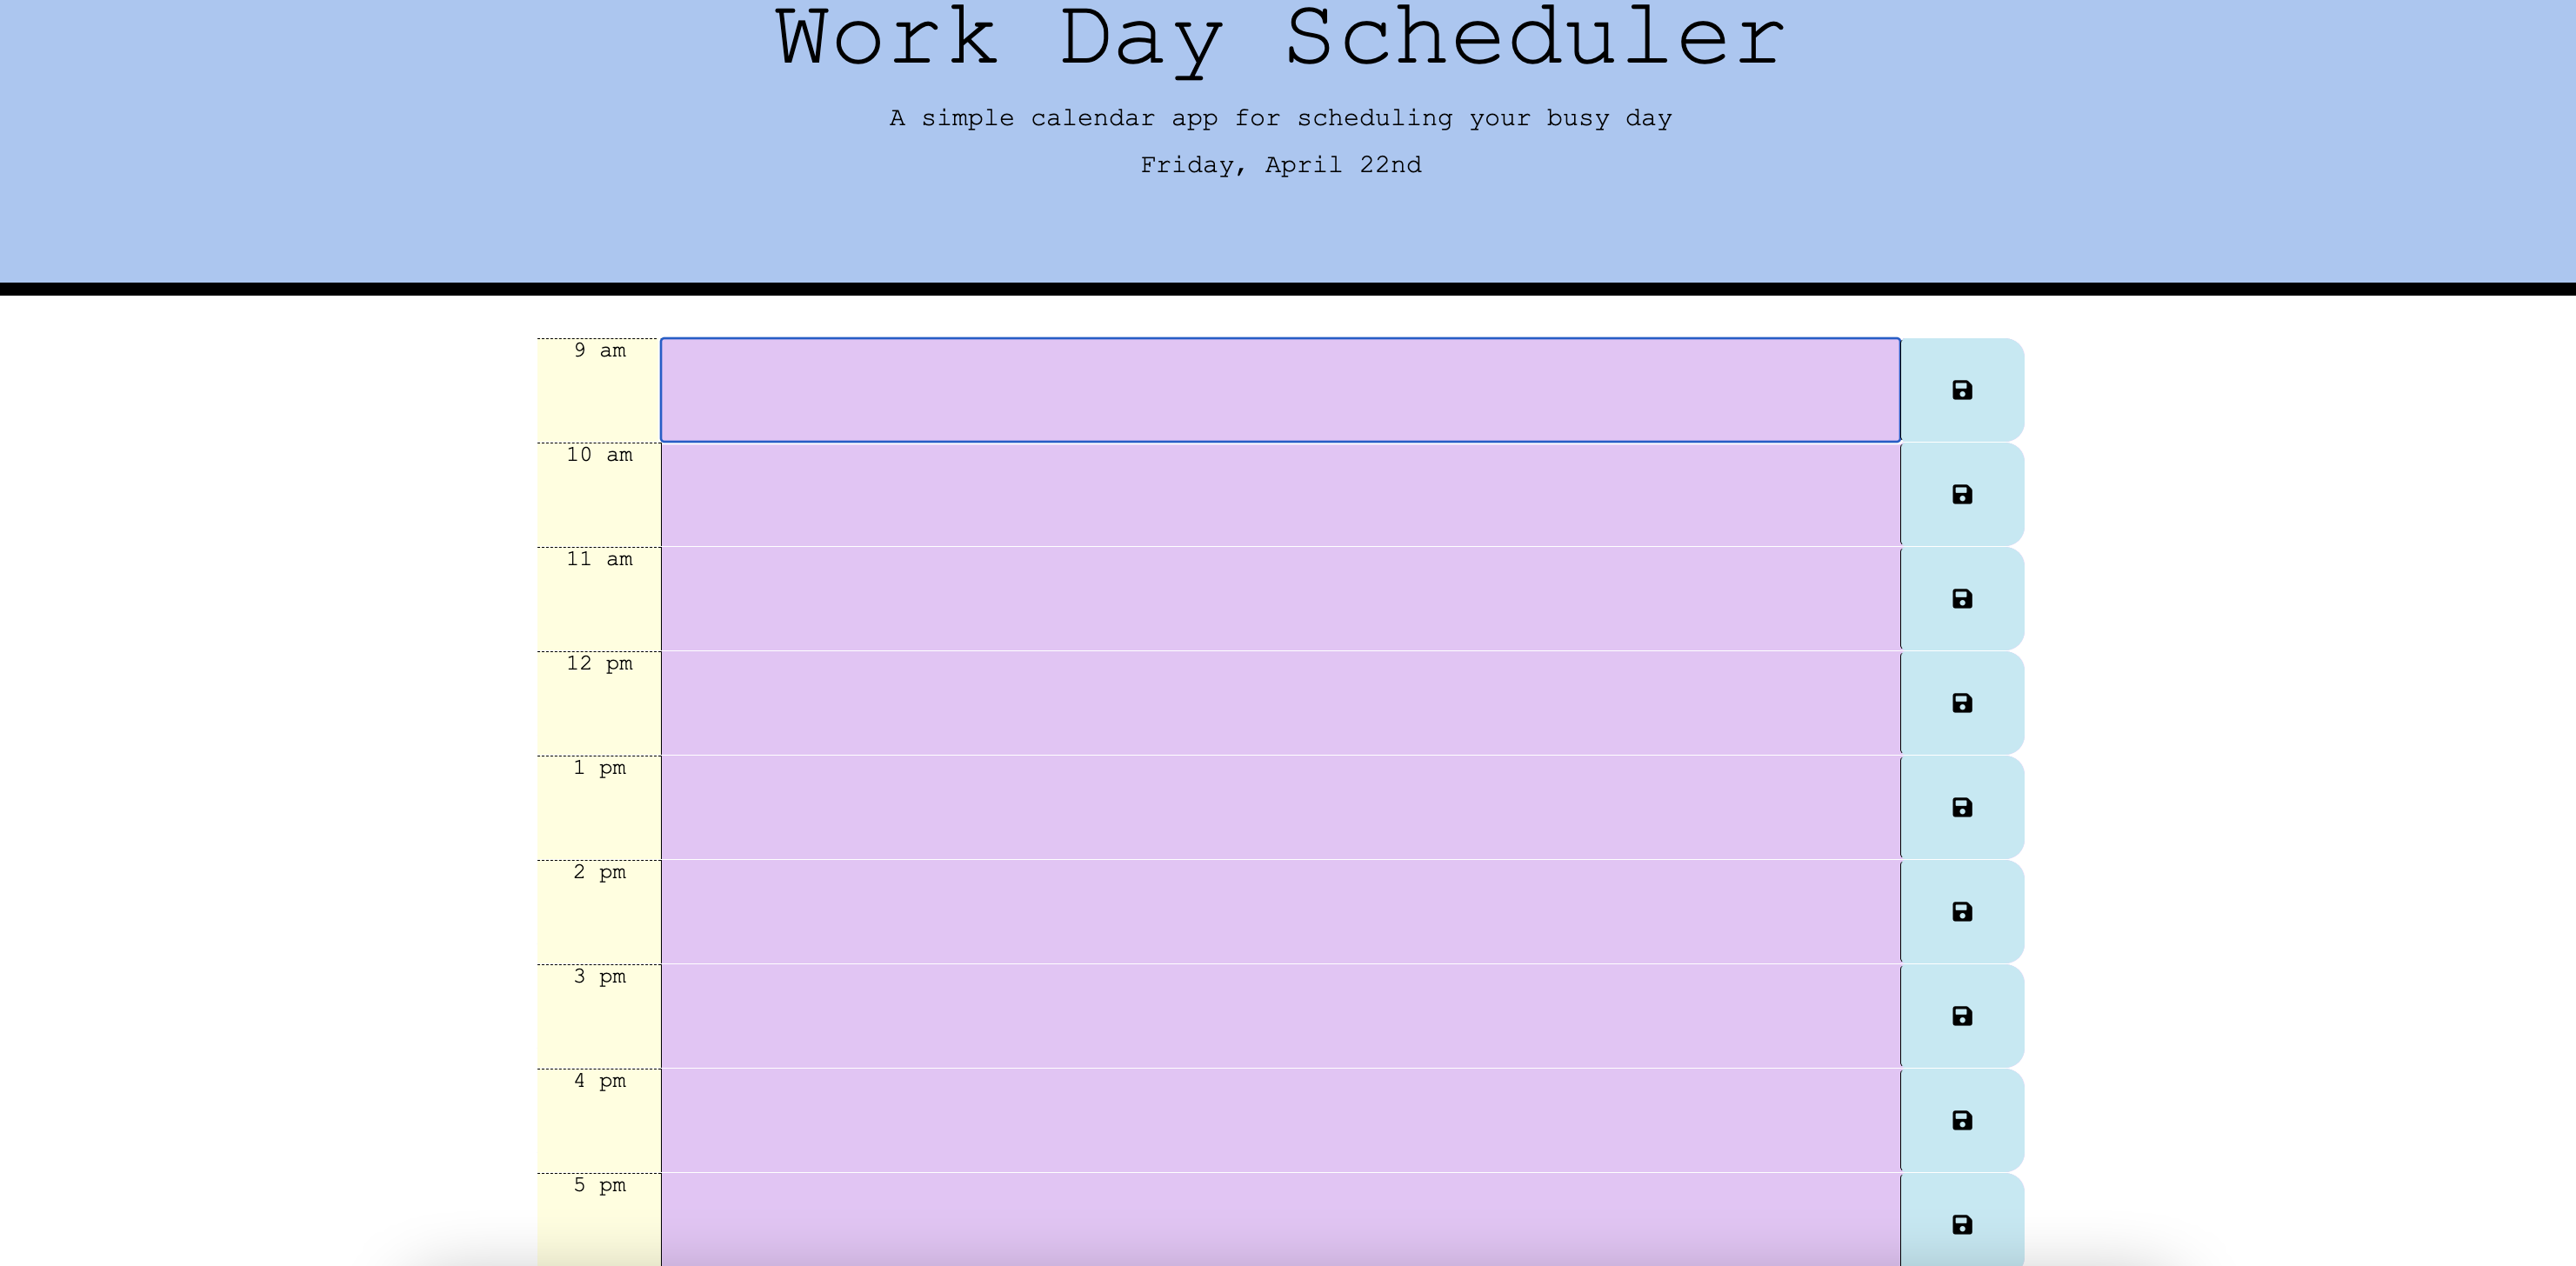 Work Day Scheduler
A simple calendar app for scheduling your busy day
Friday, April 22nd
9 am
10 am
11 am
12 pm
1 pm
2 pm
3 pm
4 pm
5 pm